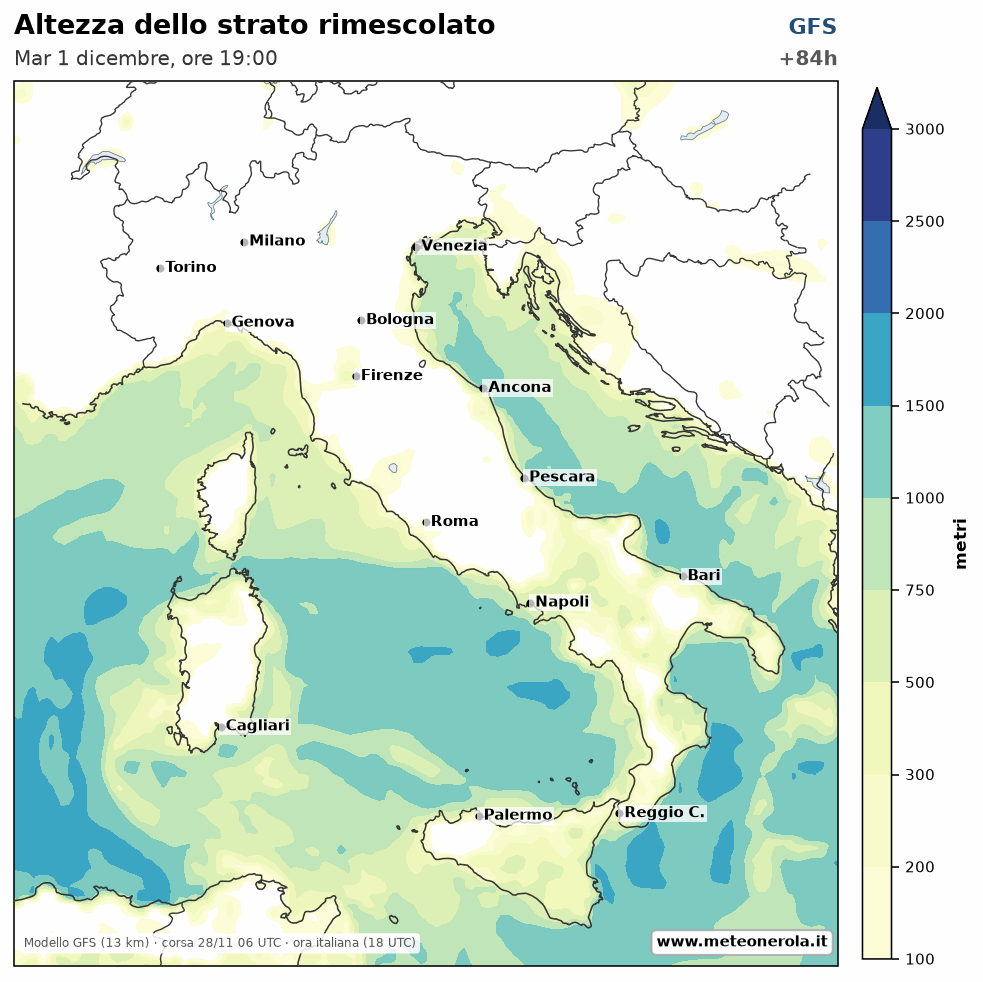 Altezza dello strato rimescolato
GFS
Mar 1 dicembre, ore 19:00
+84h
3000
2500
2000
1500
1000
750
500
300
200
100
metri
Venezia
Milano
Torino
Genova
Bologna
Firenze
Ancona
Pescara
Roma
Bari
Napoli
Cagliari
Palermo
Reggio C.
Modello GFS (13 km) · corsa 28/11 06 UTC · ora italiana (18 UTC)
www.meteonerola.it